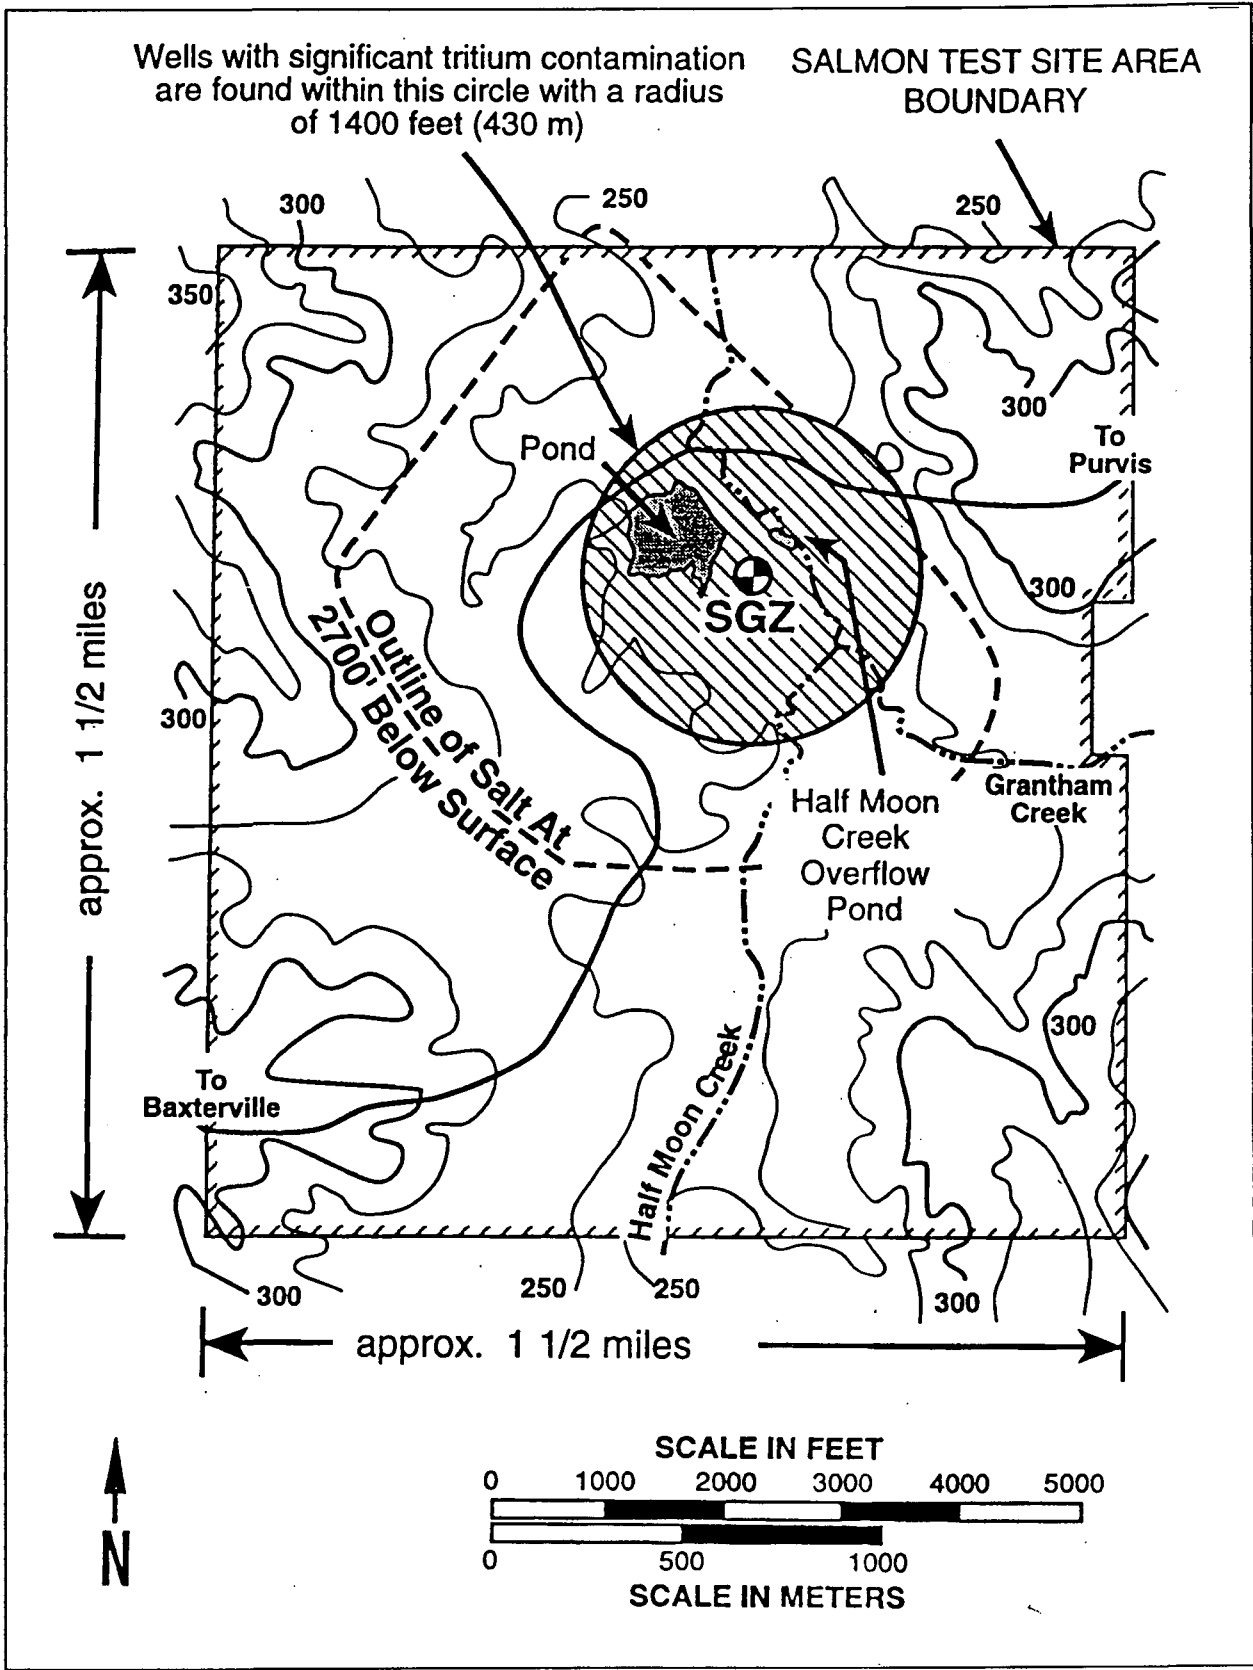 Wells with significant tritium contamination
are found within this circle with a radius
of 1400 feet (430 m)
SALMON TEST SITE AREA
BOUNDARY
300
250
250
350
300
To
Purvis
Pond
SGZ
300
Outline of Salt At
2700' Below Surface
300
approx. 1 1/2 miles
Grantham
Creek
Half Moon
Creek
Overflow
Pond
300
To
Baxterville
Half Moon Creek
300
250
250
300
approx. 1 1/2 miles
N
SCALE IN FEET
0 1000 2000 3000 4000 5000
0 500 1000
SCALE IN METERS